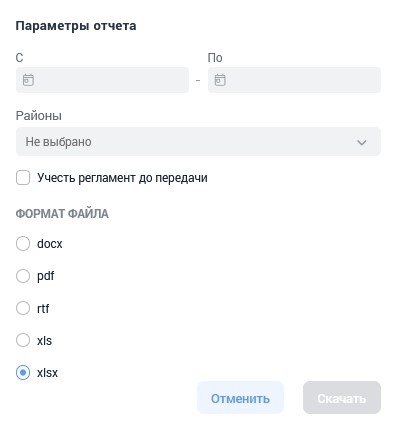 Параметры отчета
С По
-
Районы
Не выбрано
Учесть регламент до передачи
ФОРМАТ ФАЙЛА
docx
pdf
rtf
xls
xlsx
Отменить Скачать